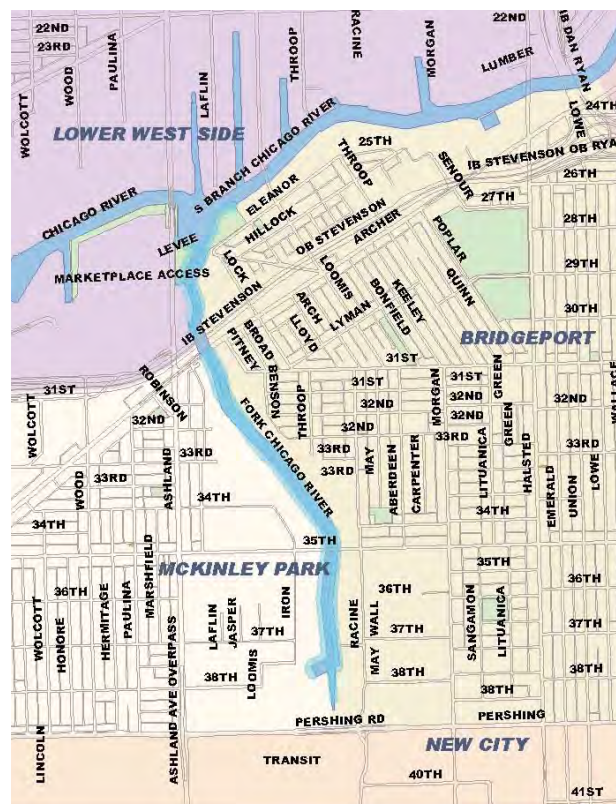 22ND
23RD
WOLCOTT
WOOD
PAULINA
LAFLIN
THROOP
RACINE
MORGAN
LUMBER
22ND
IB DAN RYAN
24TH
LOWE
LOWER WEST SIDE
S BRANCH CHICAGO RIVER
25TH
THROOP
SENOUR
IB STEVENSON OB RYA
26TH
27TH
ELEANOR
HILLOCK
CHICAGO RIVER
LEVEE
OB STEVENSON
ARCHER
POPLAR
28TH
MARKETPLACE ACCESS
LOCK
LOOMIS
KEELEY
BONFIELD
QUINN
29TH
IB STEVENSON
ARCH
LLOYD
LYMAN
30TH
BROAD
PITNEY
BENSON
BRIDGEPORT
31ST
31ST
ROBINSON
THROOP
31ST
MORGAN
31ST
GREEN
WALLACE
WOLCOTT
32ND
32ND
32ND
32ND
32ND
32ND
FORK CHICAGO RIVER
33RD
33RD
33RD
GREEN
33RD
WOOD
33RD
ASHLAND
33RD
MAY
ABERDEEN
CARPENTER
LITUANICA
HALSTED
EMERALD
UNION
LOWE
34TH
34TH
34TH
35TH
35TH
MCKINLEY PARK
MARSHFIELD
36TH
36TH
36TH
WOLCOTT
HONORE
HERMITAGE
PAULINA
LAFLIN
JASPER
IRON
RACINE
WALL
SANGAMON
LITUANICA
37TH
37TH
37TH
LOOMIS
MAY
38TH
38TH
38TH
38TH
ASHLAND AVE OVERPASS
PERSHING RD
PERSHING
LINCOLN
NEW CITY
TRANSIT
40TH
41ST